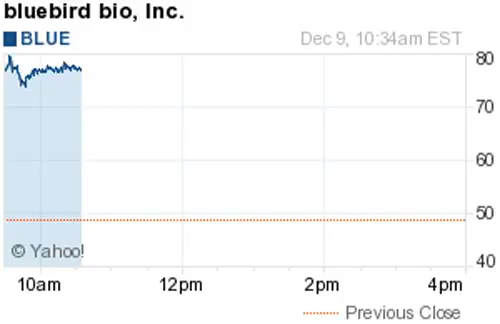 bluebird bio, Inc.
BLUE
Dec 9, 10:34am EST
80
70
60
50
40
© Yahoo!
10am 12pm 2pm 4pm
Previous Close